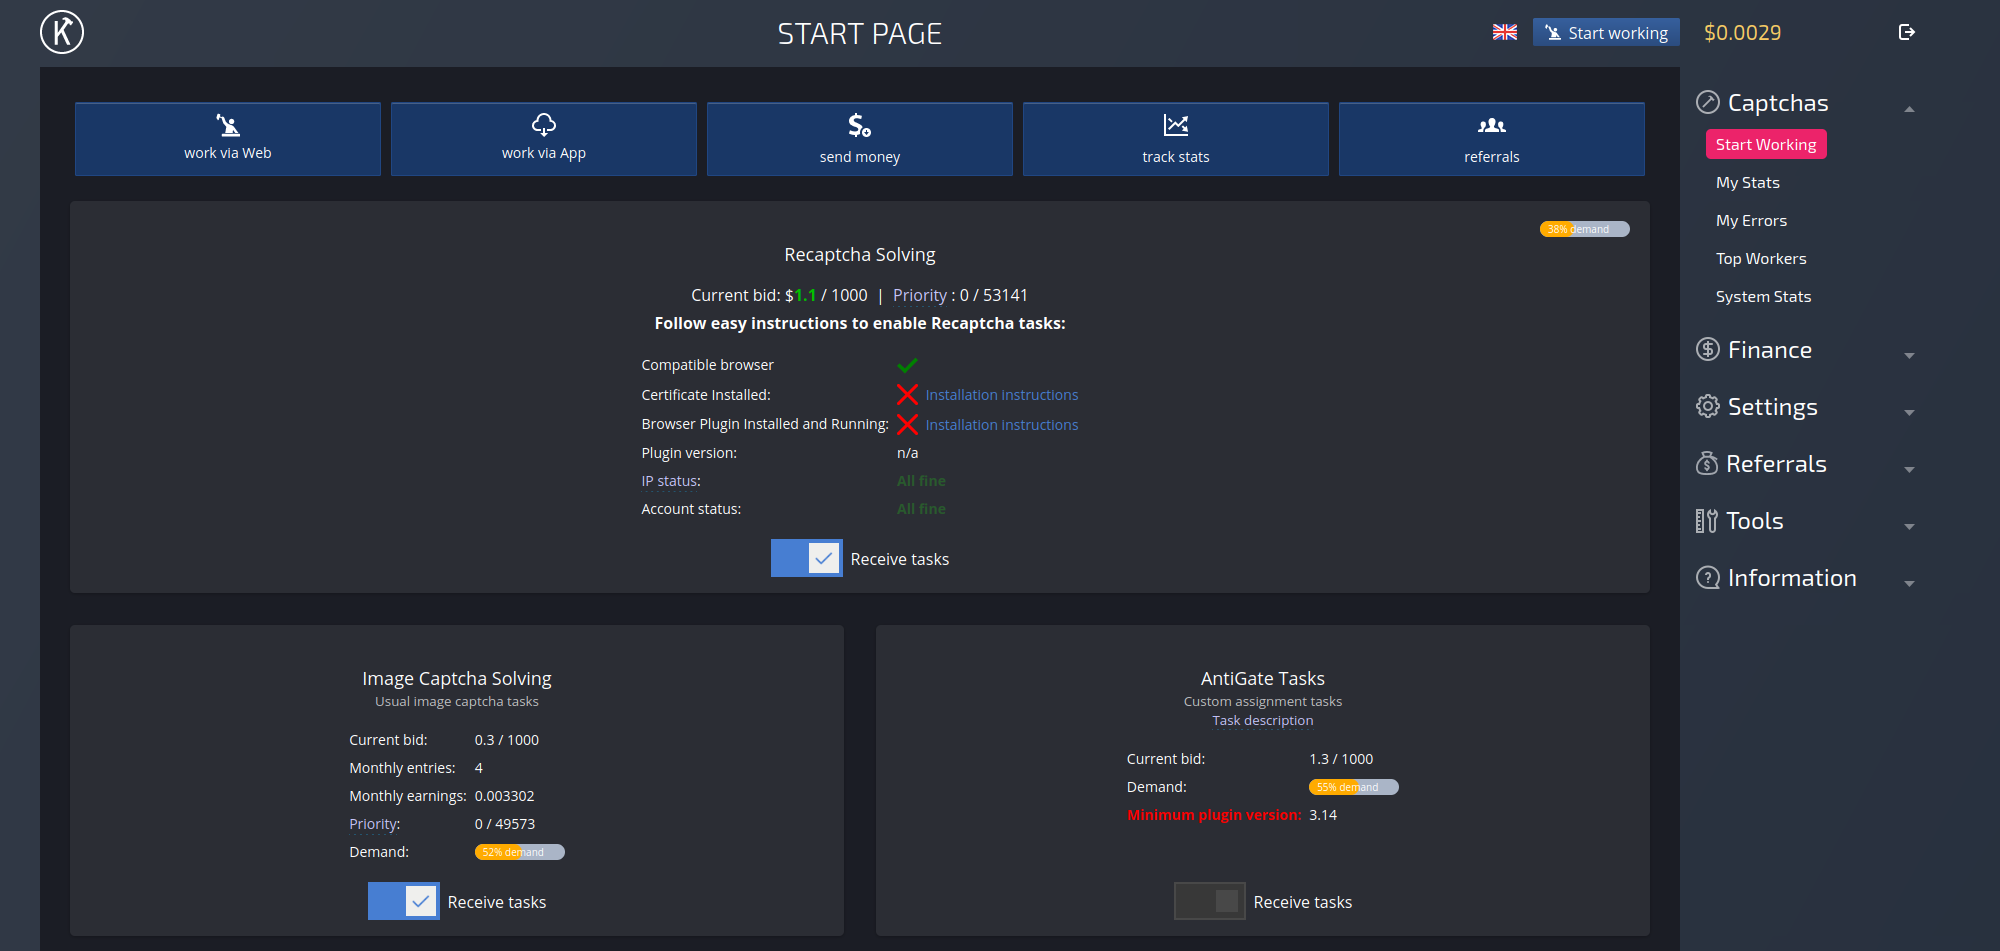 START PAGE
Start working
$0.0029
work via Web
work via App
send money
track stats
referrals
38% demand
Recaptcha Solving
Current bid: $1.1 / 1000 | Priority : 0 / 53141
Follow easy instructions to enable Recaptcha tasks:
Compatible browser
Certificate Installed: Installation instructions
Browser Plugin Installed and Running: Installation instructions
Plugin version: n/a
IP status: All fine
Account status: All fine
Receive tasks
Image Captcha Solving
Usual image captcha tasks
Current bid: 0.3 / 1000
Monthly entries: 4
Monthly earnings: 0.003302
Priority: 0 / 49573
Demand: 52% demand
Receive tasks
AntiGate Tasks
Custom assignment tasks
Task description
Current bid: 1.3 / 1000
Demand: 55% demand
Minimum plugin version: 3.14
Receive tasks
Captchas
Start Working
My Stats
My Errors
Top Workers
System Stats
Finance
Settings
Referrals
Tools
Information